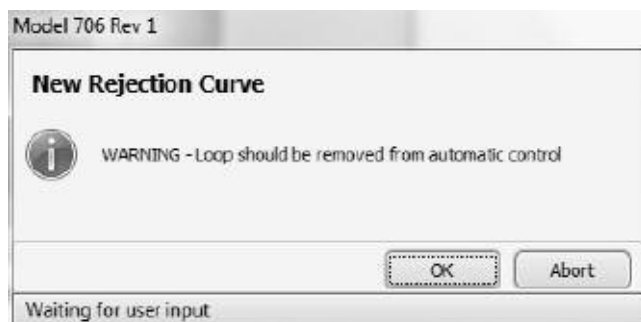 Model 706 Rev 1
New Rejection Curve
WARNING - Loop should be removed from automatic control
OK
Abort
Waiting for user input